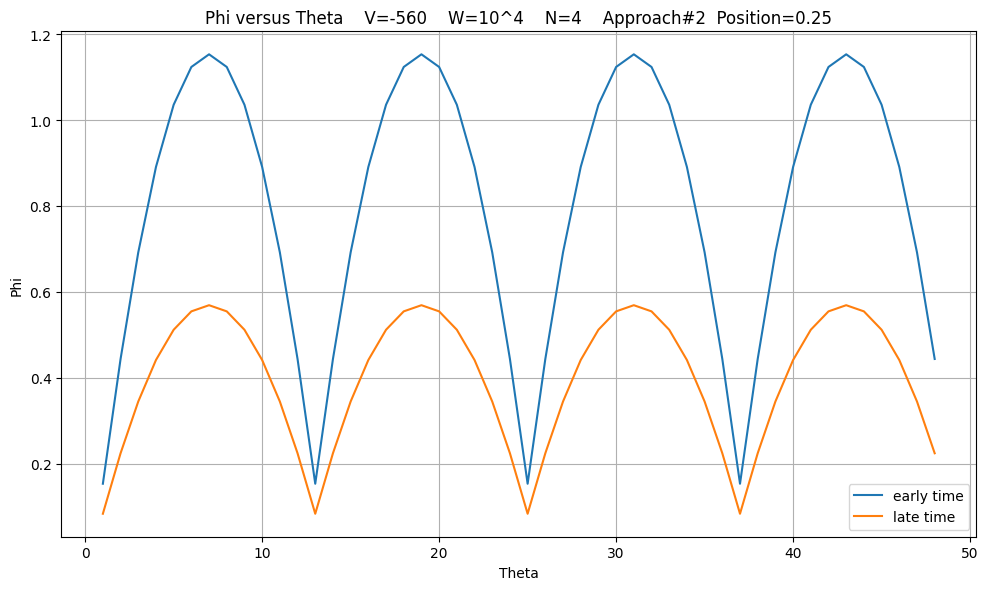 Phi versus Theta    V=-560    W=10^4    N=4    Approach#2  Position=0.25
1.2
1.0
0.8
0.6
0.4
0.2
Phi
0
10
20
30
40
50
Theta
early time
late time